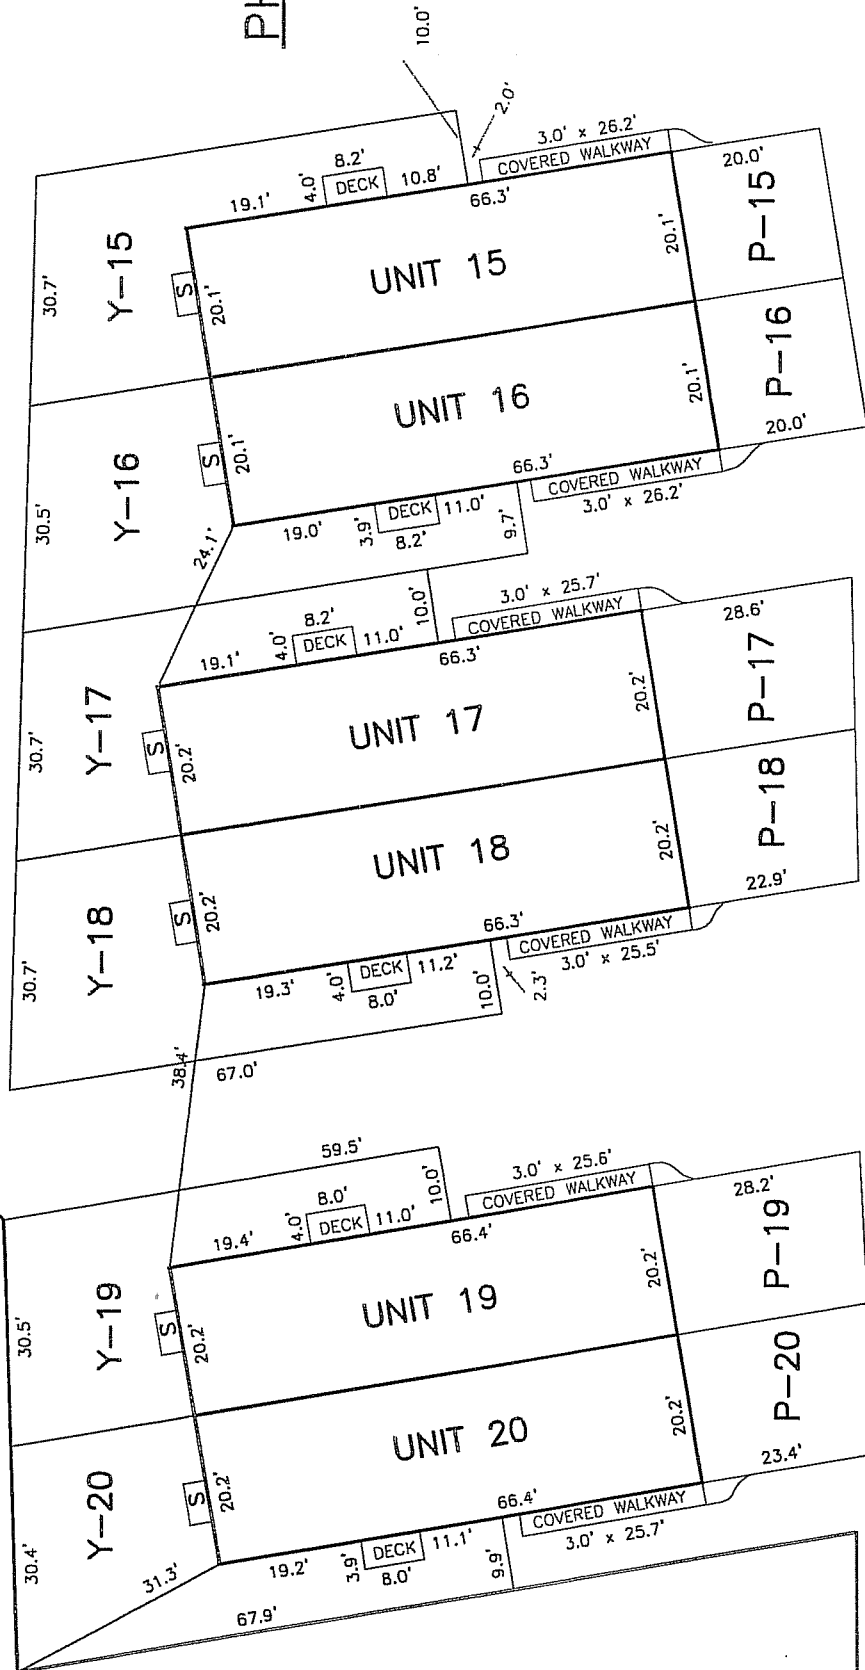 PH
10.0'
2.0'
3.0' x 26.2'
COVERED WALKWAY
20.0'
8.2'
4.0'
DECK
10.8'
19.1'
66.3'
30.7'
Y-15
S
20.1'
UNIT 15
20.1'
P-15
30.5'
Y-16
S
20.1'
UNIT 16
20.1'
P-16
20.0'
66.3'
COVERED WALKWAY
3.0' x 26.2'
24.1'
19.0'
3.9'
DECK
8.2'
11.0'
9.7'
19.1'
4.0'
8.2'
DECK
11.0'
10.0'
3.0' x 25.7'
COVERED WALKWAY
66.3'
28.6'
30.7'
Y-17
S
20.2'
UNIT 17
20.2'
P-17
30.7'
Y-18
S
20.2'
UNIT 18
20.2'
P-18
22.9'
66.3'
COVERED WALKWAY
3.0' x 25.5'
19.3'
4.0'
DECK
8.0'
11.2'
10.0'
2.3'
38.4'
67.0'
59.5'
19.4'
4.0'
8.0'
DECK
11.0'
10.0'
3.0' x 25.6'
COVERED WALKWAY
66.4'
28.2'
30.5'
Y-19
S
20.2'
UNIT 19
20.2'
P-19
30.4'
Y-20
S
20.2'
UNIT 20
20.2'
P-20
23.4'
66.4'
COVERED WALKWAY
3.0' x 25.7'
31.3'
19.2'
3.9'
DECK
8.0'
11.1'
9.9'
67.9'